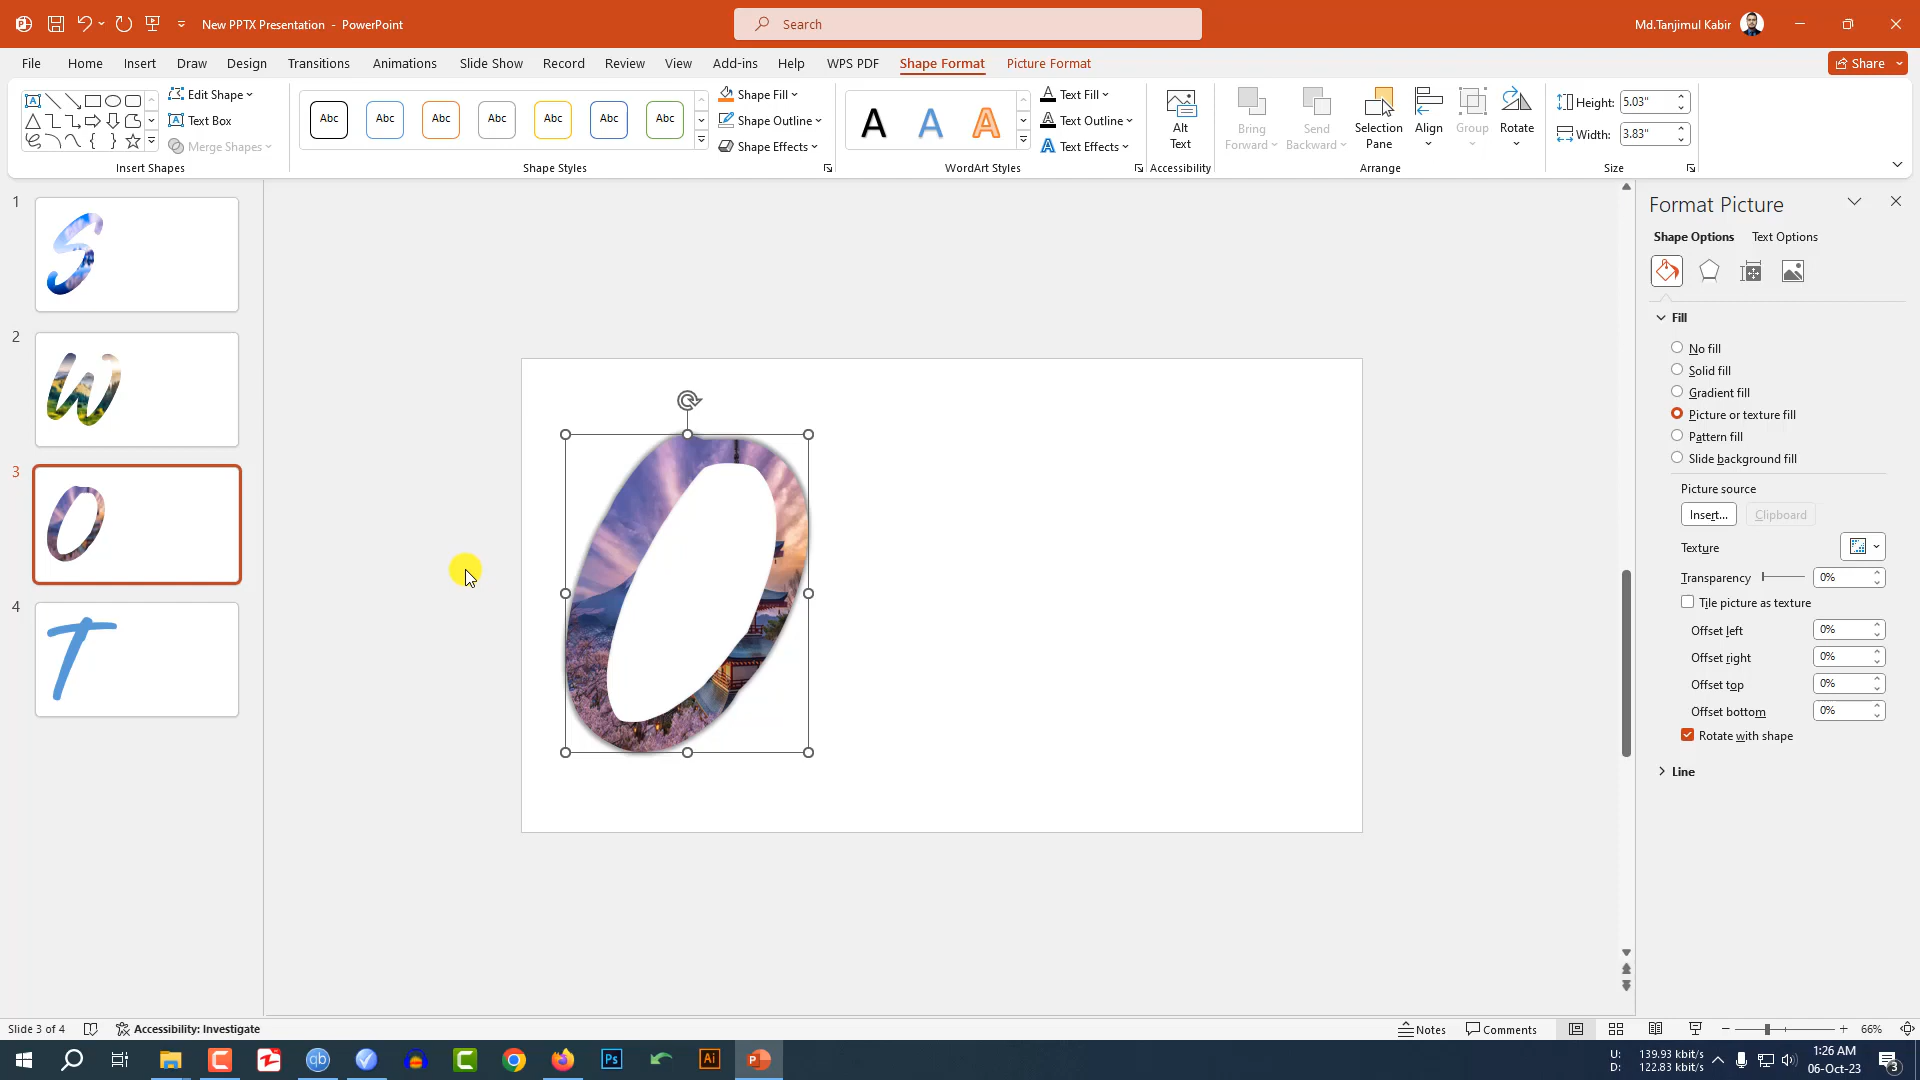 New PPTX Presentation - PowerPoint
Search
Md.Tanjimul Kabir
File Home Insert Draw Design Transitions Animations Slide Show Record Review View Add-ins Help WPS PDF Shape Format Picture Format
Share
Edit Shape
Text Box
Merge Shapes
Insert Shapes
Abc Abc Abc Abc Abc Abc Abc
Shape Fill
Shape Outline
Shape Effects
Shape Styles
A A A
Text Fill
Text Outline
Text Effects
WordArt Styles
Alt
Text
Accessibility
Bring
Forward
Send
Backward
Selection
Pane
Align
Group
Rotate
Arrange
Height: 5.03"
Width: 3.83"
Size
1
S
2
W
3
O
4
T
O
Format Picture
Shape Options Text Options
Fill
No fill
Solid fill
Gradient fill
Picture or texture fill
Pattern fill
Slide background fill
Picture source
Insert... Clipboard
Texture
Transparency 0%
Tile picture as texture
Offset left 0%
Offset right 0%
Offset top 0%
Offset bottom 0%
Rotate with shape
Line
Slide 3 of 4
Accessibility: Investigate
Notes
Comments
66%
qb
Ps
Ai
P
U: 139.93 kbit/s
D: 122.83 kbit/s
1:26 AM
06-Oct-23
3